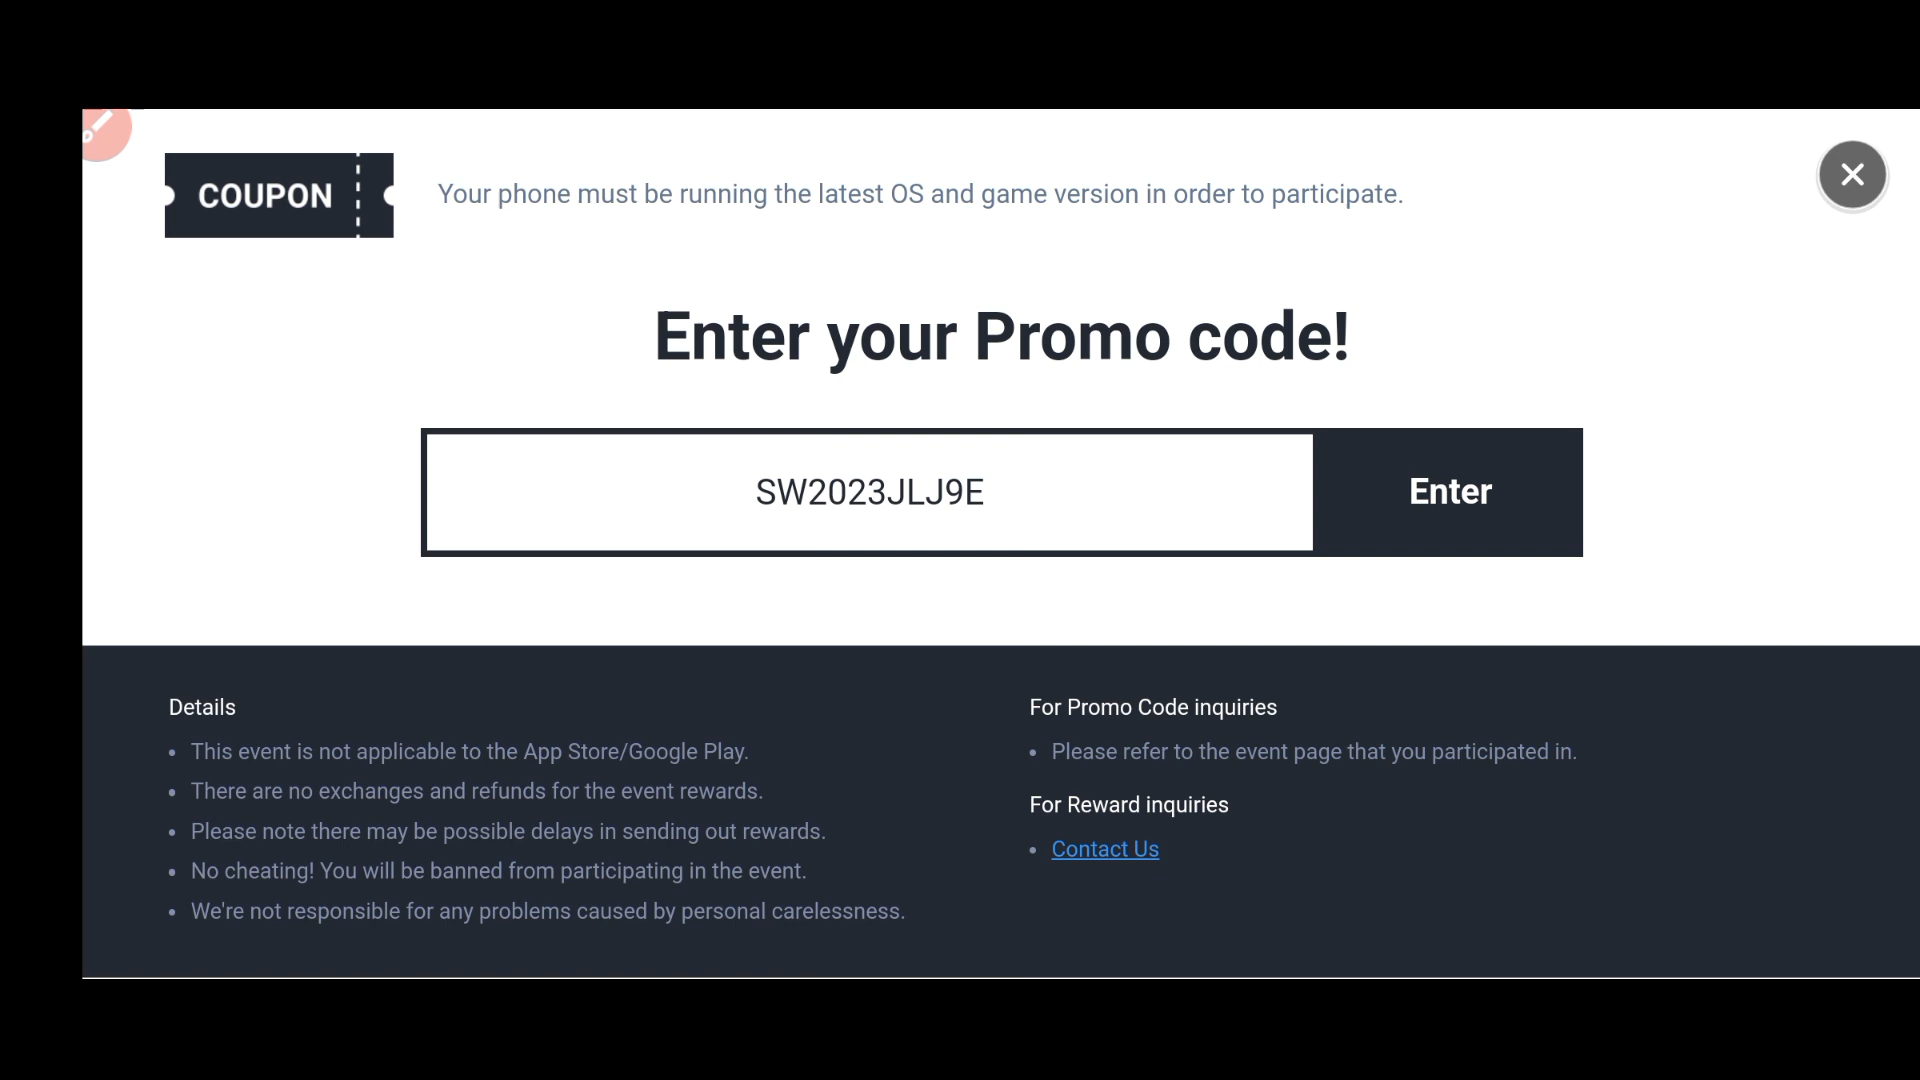 COUPON
Your phone must be running the latest OS and game version in order to participate.
Enter your Promo code!
SW2023JLJ9E
Enter
Details
• This event is not applicable to the App Store/Google Play.
• There are no exchanges and refunds for the event rewards.
• Please note there may be possible delays in sending out rewards.
• No cheating! You will be banned from participating in the event.
• We're not responsible for any problems caused by personal carelessness.
For Promo Code inquiries
• Please refer to the event page that you participated in.
For Reward inquiries
• Contact Us